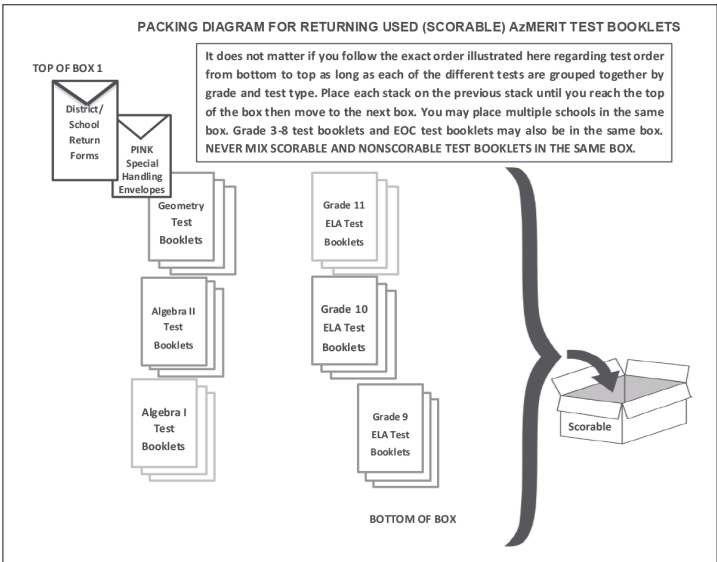 PACKING DIAGRAM FOR RETURNING USED (SCORABLE) AzMERIT TEST BOOKLETS
It does not matter if you follow the exact order illustrated here regarding test order
from bottom to top as long as each of the different tests are grouped together by
grade and test type. Place each stack on the previous stack until you reach the top
of the box then move to the next box. You may place multiple schools in the same
box. Grade 3-8 test booklets and EOC test booklets may also be in the same box.
NEVER MIX SCORABLE AND NONSCORABLE TEST BOOKLETS IN THE SAME BOX.
TOP OF BOX 1
District/
School
Return
Forms
PINK
Special
Handling
Envelopes
Geometry
Test
Booklets
Grade 11
ELA Test
Booklets
Algebra II
Test
Booklets
Grade 10
ELA Test
Booklets
Algebra I
Test
Booklets
Grade 9
ELA Test
Booklets
Scorable
BOTTOM OF BOX